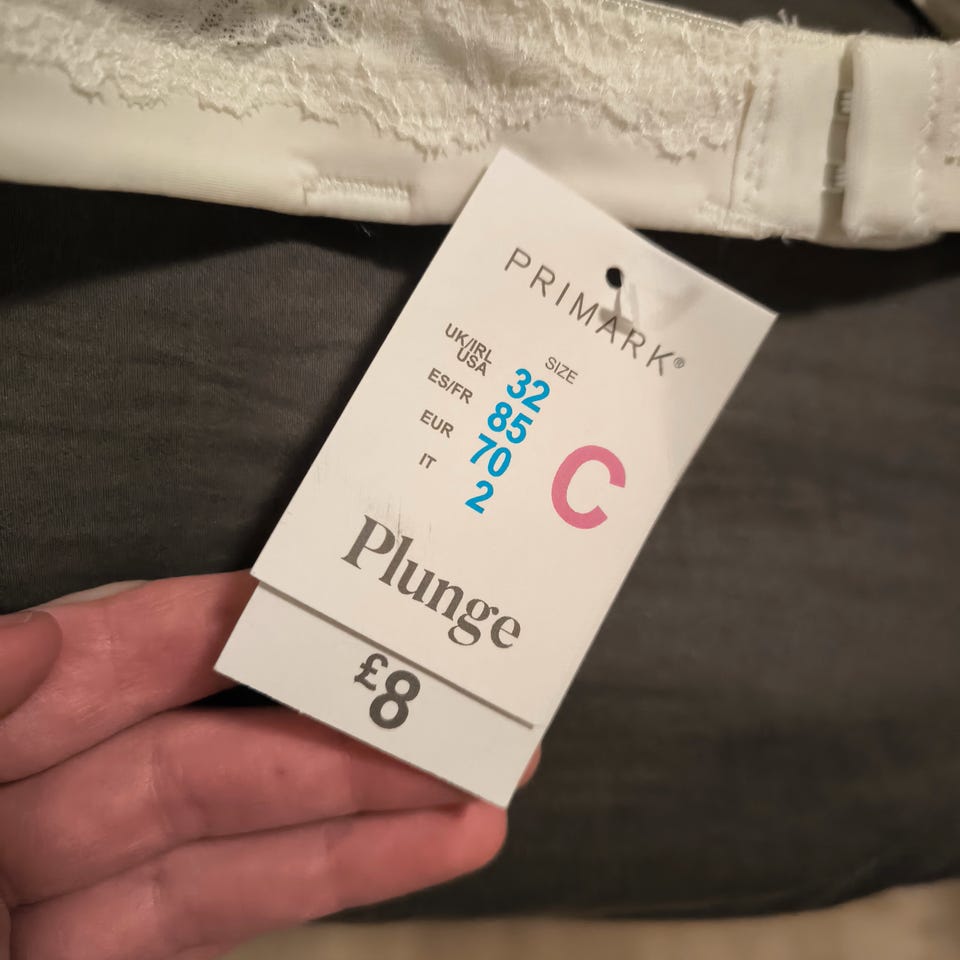 PRIMARK®
SIZE
UK/IRL
USA 32
ES/FR 85
EUR 70
IT 2
C
Plunge
£8